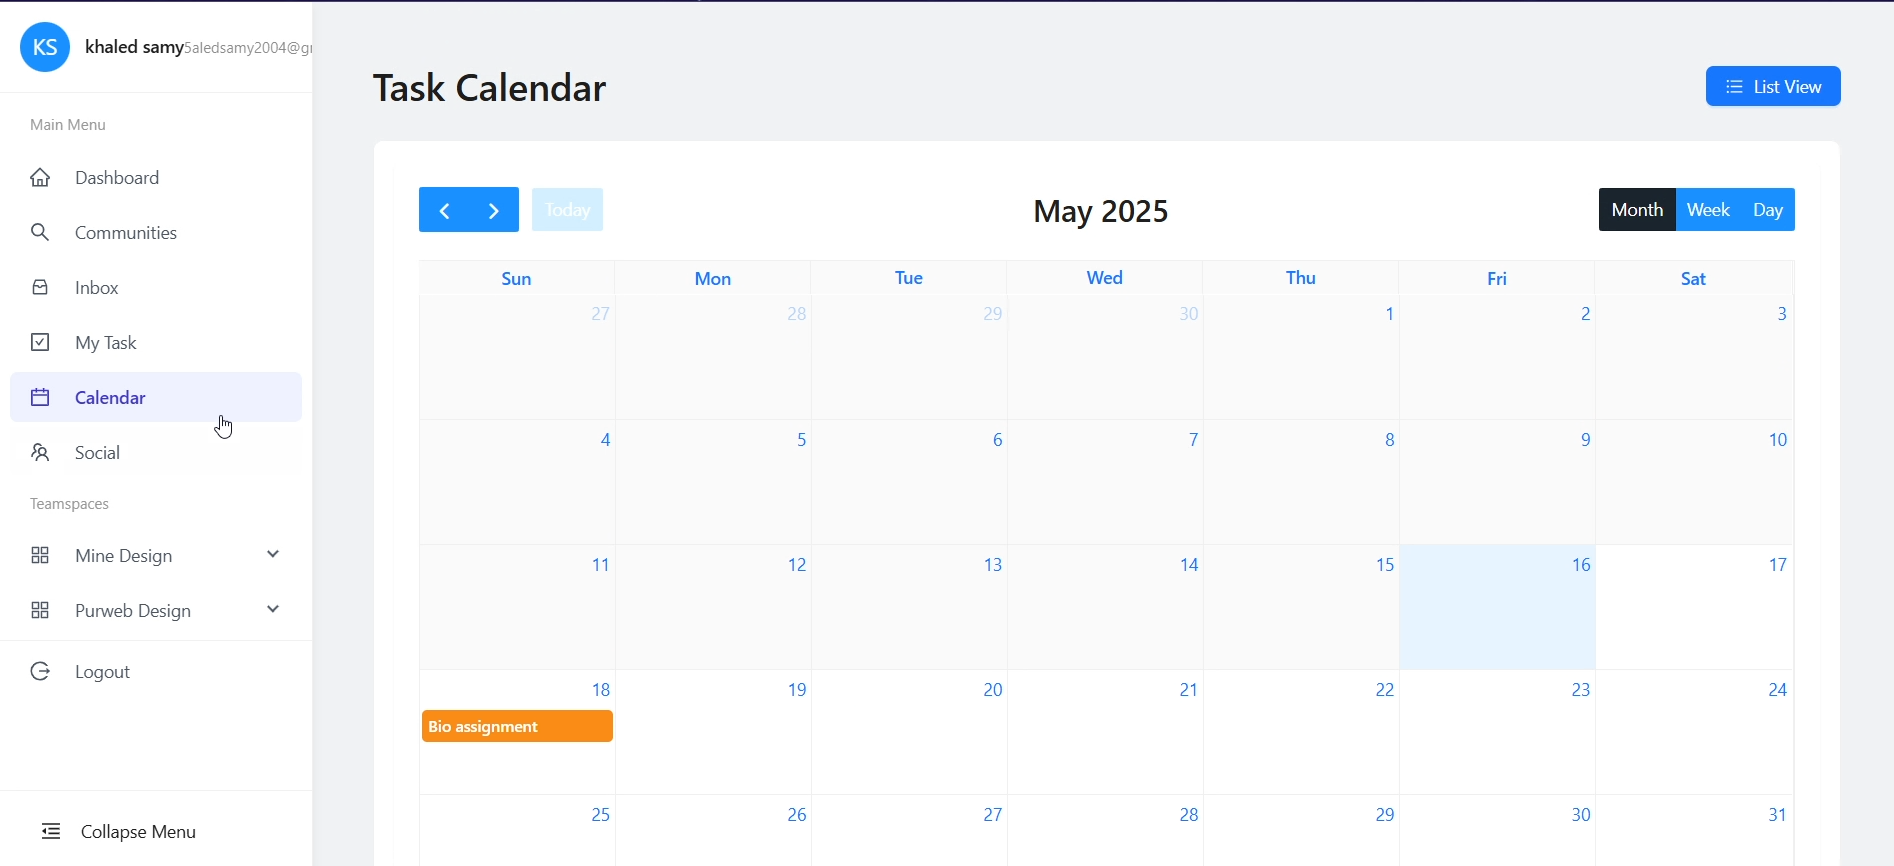 KS
khaled samy5aledsamy2004@g
Main Menu
Dashboard
Communities
Inbox
My Task
Calendar
Social
Teamspaces
Mine Design
Purweb Design
Logout
Collapse Menu
Task Calendar
List View
Today
May 2025
Month Week Day
Sun Mon Tue Wed Thu Fri Sat
27 28 29 30 1 2 3
4 5 6 7 8 9 10
11 12 13 14 15 16 17
18 19 20 21 22 23 24
Bio assignment
25 26 27 28 29 30 31